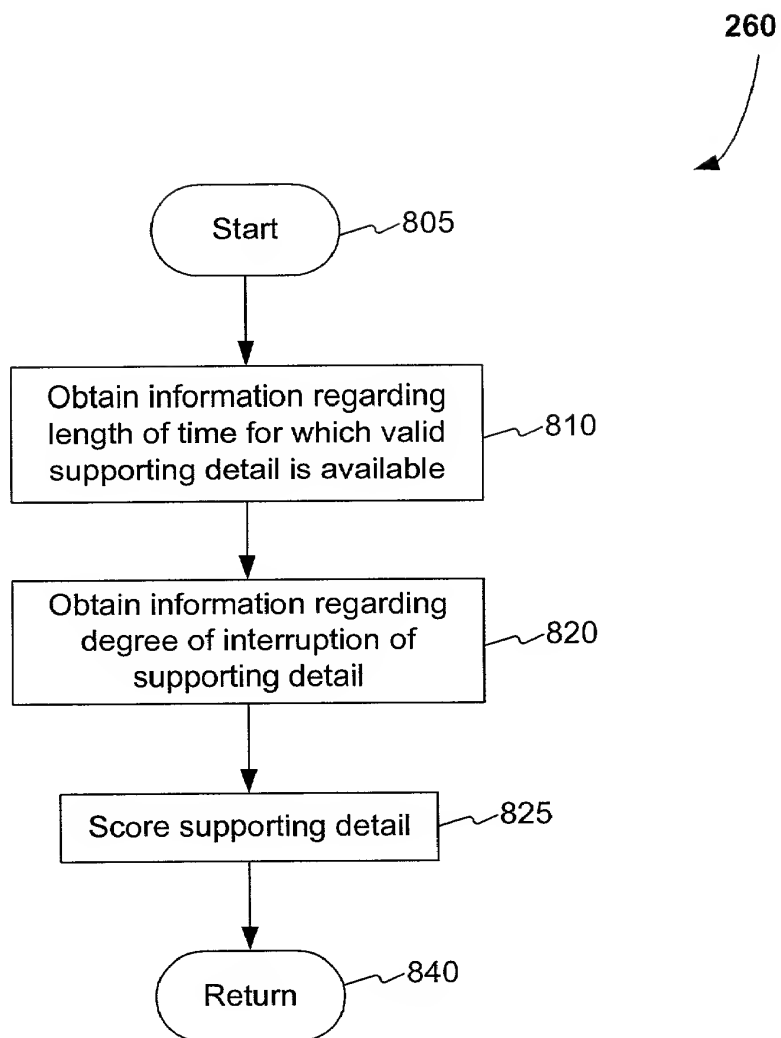 260
Start
805
Obtain information regarding
length of time for which valid
supporting detail is available
810
Obtain information regarding
degree of interruption of
supporting detail
820
Score supporting detail
825
Return
840